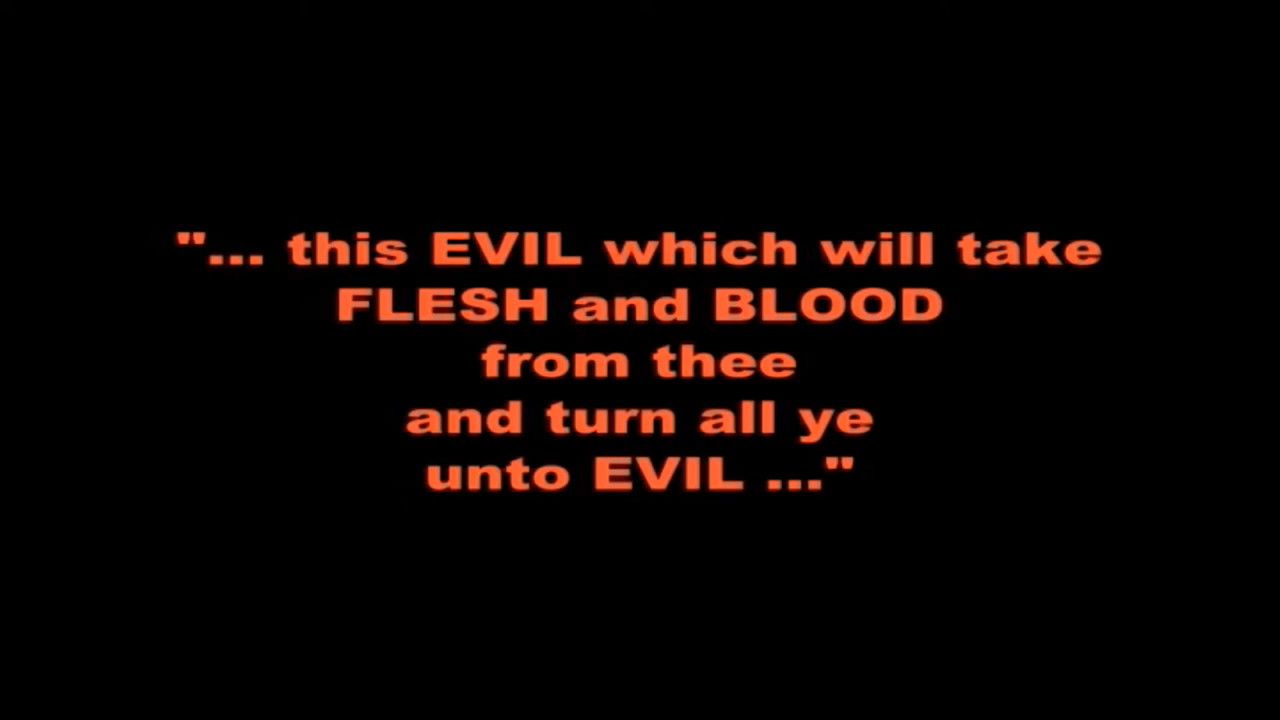 "... this EVIL which will take
FLESH and BLOOD
from thee
and turn all ye
unto EVIL ..."